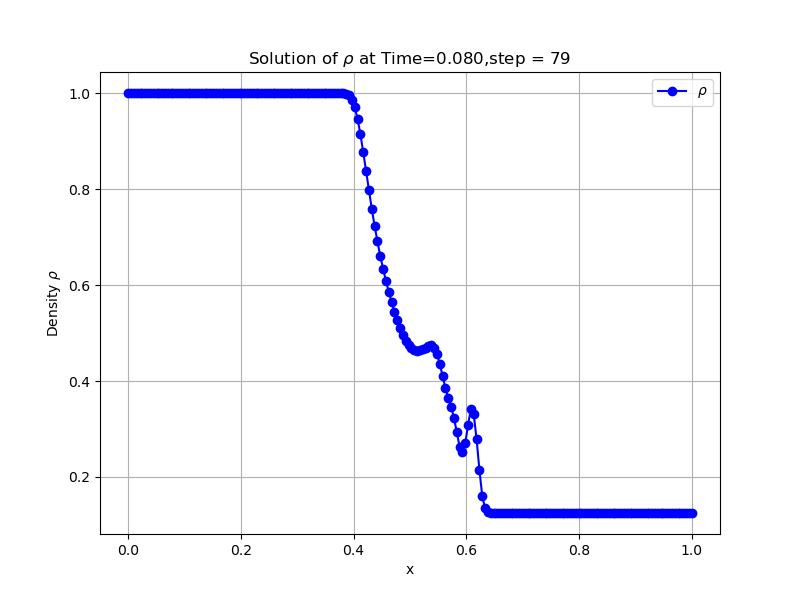 Solution of ρ at Time=0.080,step = 79
ρ
Density ρ
1.0
0.8
0.6
0.4
0.2
0.0 0.2 0.4 0.6 0.8 1.0
x